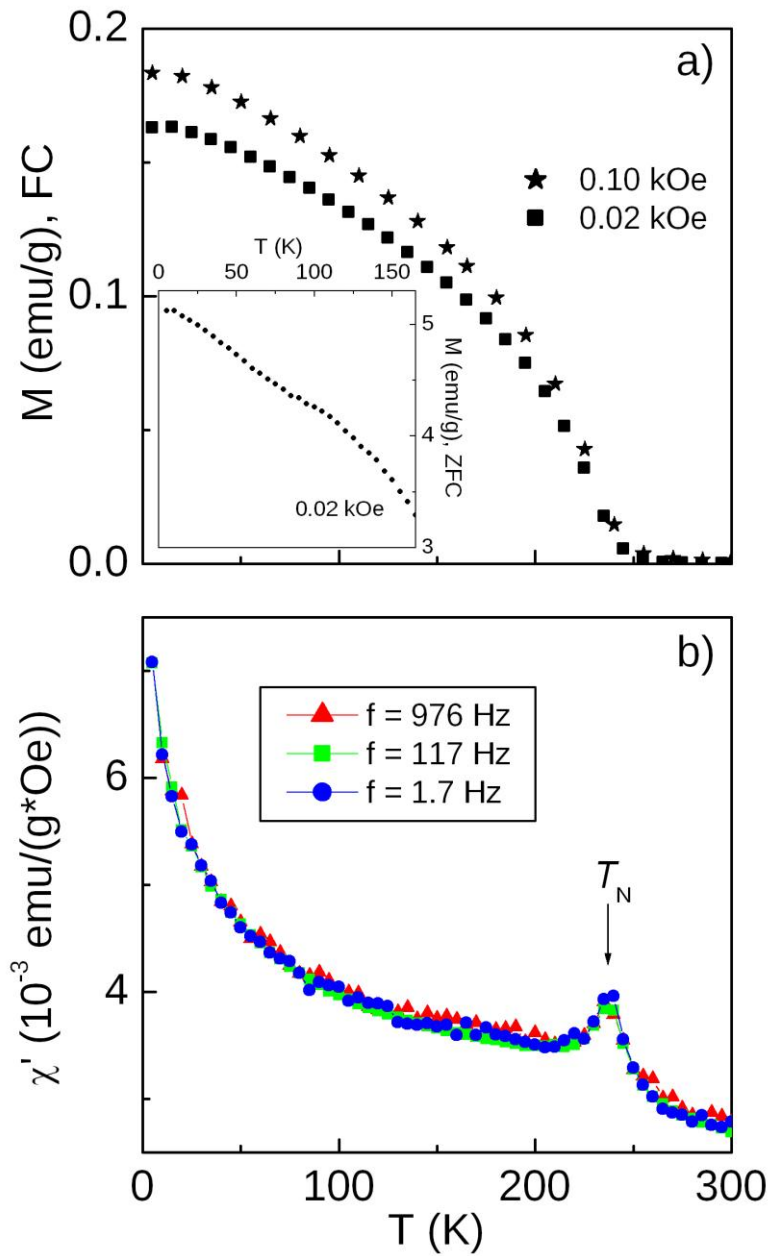 0.2
a)
0.10 kOe
0.02 kOe
M (emu/g), FC
T (K)
0 50 100 150
0.1
5
4
3
M (emu/g), ZFC
0.02 kOe
0.0
b)
f = 976 Hz
f = 117 Hz
f = 1.7 Hz
6
4
χ' (10⁻³ emu/(g*Oe))
T_N
0 100 200 300
T (K)